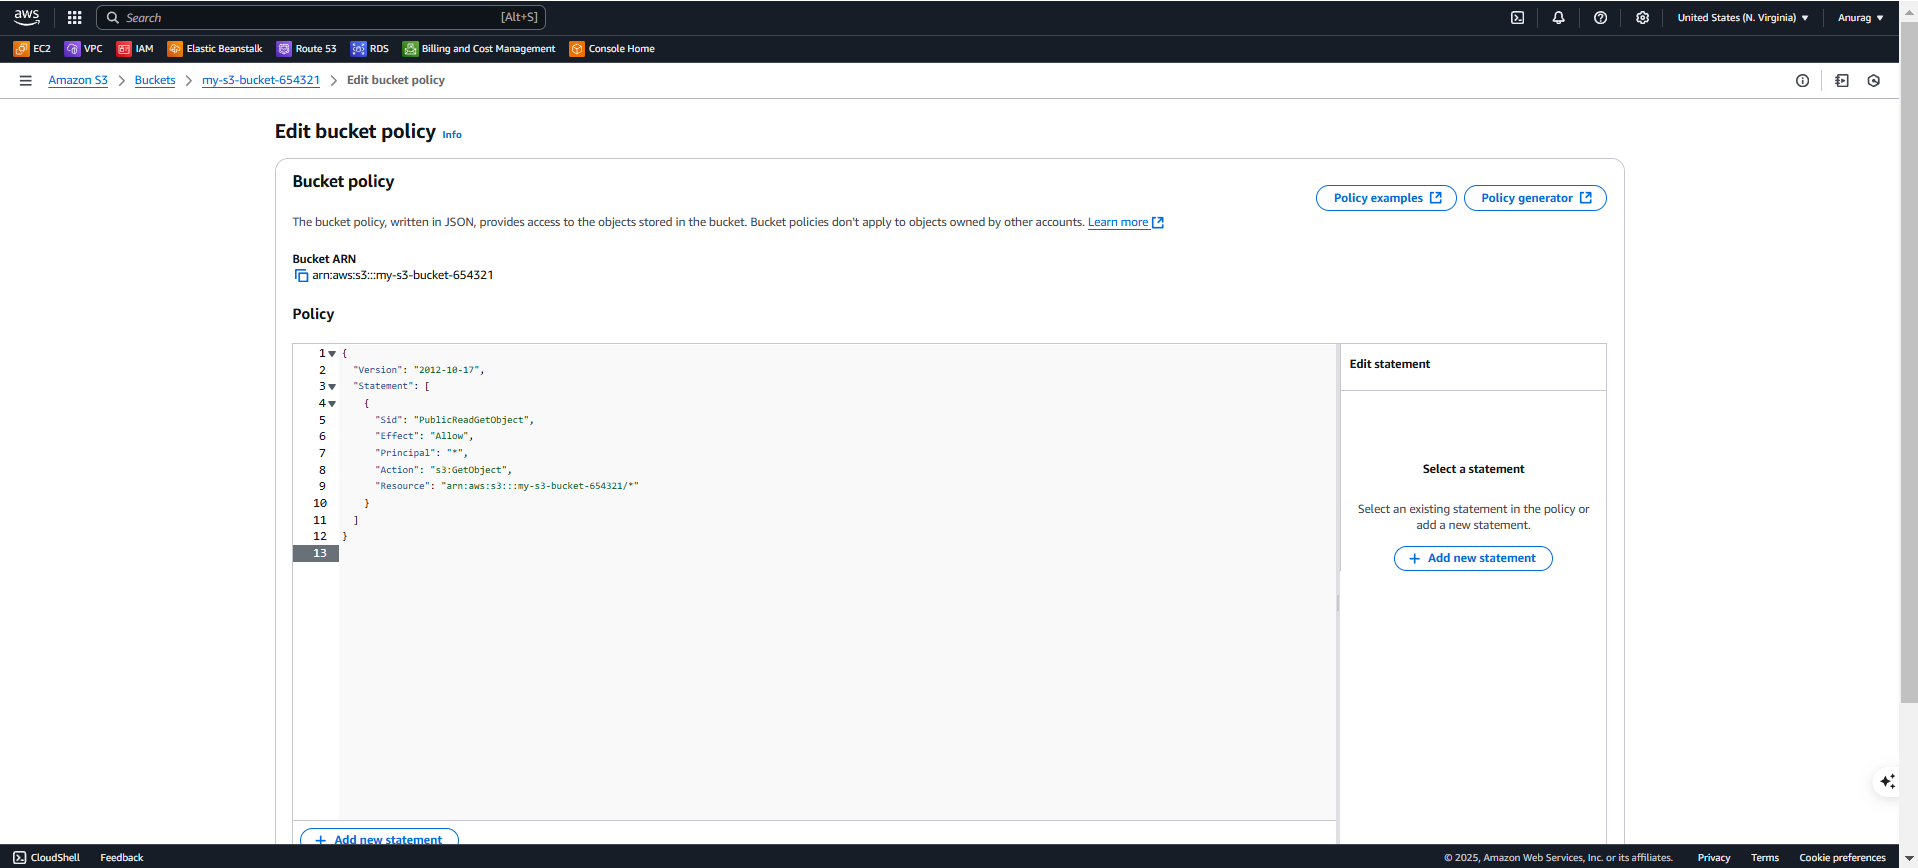 aws
Search [Alt+S] United States (N. Virginia) Anurag
EC2 VPC IAM Elastic Beanstalk Route 53 RDS Billing and Cost Management Console Home
Amazon S3 Buckets my-s3-bucket-654321 Edit bucket policy
Edit bucket policy Info
Bucket policy
Policy examples Policy generator
The bucket policy, written in JSON, provides access to the objects stored in the bucket. Bucket policies don't apply to objects owned by other accounts. Learn more
Bucket ARN
arn:aws:s3:::my-s3-bucket-654321
Policy
1 {
2 "Version": "2012-10-17",
3 "Statement": [
4 {
5 "Sid": "PublicReadGetObject",
6 "Effect": "Allow",
7 "Principal": "*",
8 "Action": "s3:GetObject",
9 "Resource": "arn:aws:s3:::my-s3-bucket-654321/*"
10 }
11 ]
12 }
13
Edit statement
Select a statement
Select an existing statement in the policy or
add a new statement.
+ Add new statement
+ Add new statement
CloudShell Feedback © 2025, Amazon Web Services, Inc. or its affiliates. Privacy Terms Cookie preferences